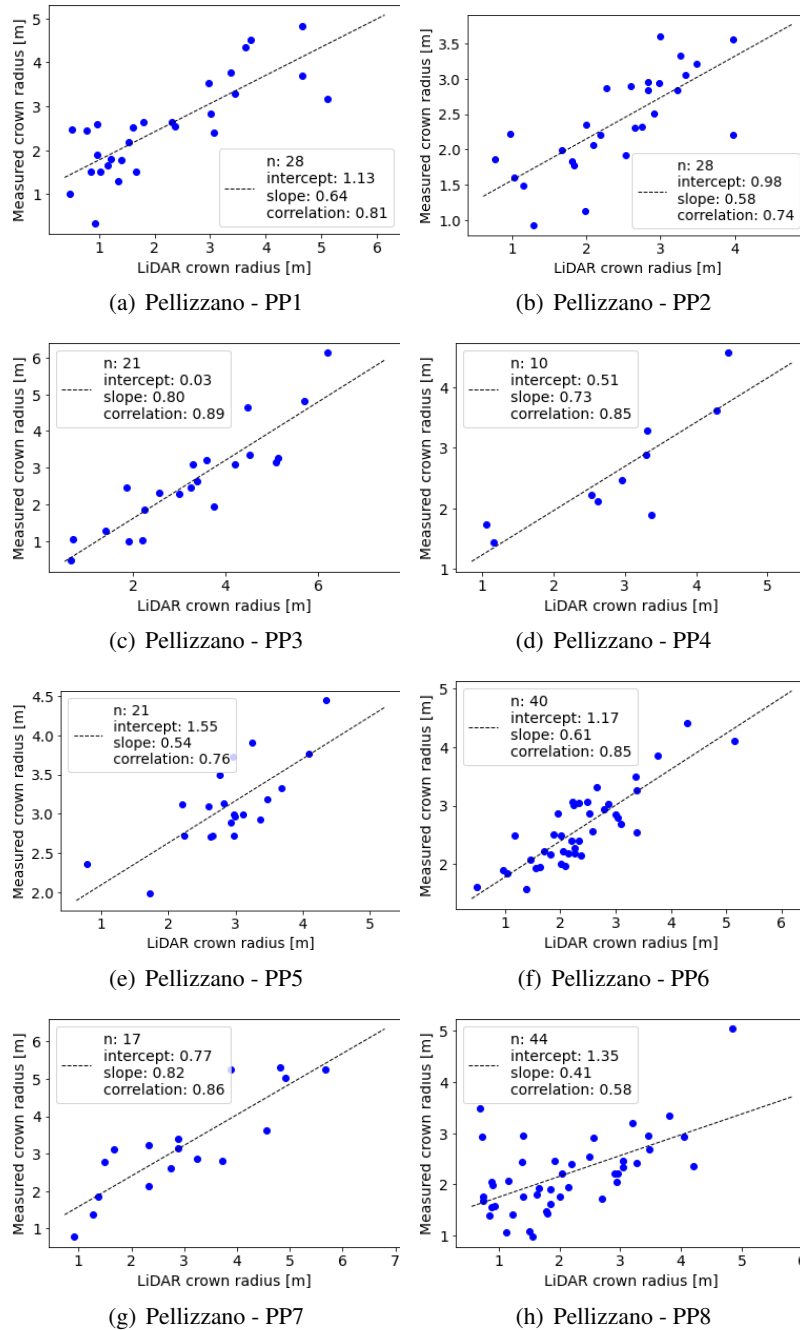 Measured crown radius [m]
5
4
3
2
1
n: 28
intercept: 1.13
slope: 0.64
correlation: 0.81
1 2 3 4 5 6
LiDAR crown radius [m]
(a) Pellizzano - PP1
Measured crown radius [m]
3.5
3.0
2.5
2.0
1.5
1.0
n: 28
intercept: 0.98
slope: 0.58
correlation: 0.74
1 2 3 4
LiDAR crown radius [m]
(b) Pellizzano - PP2
Measured crown radius [m]
6
5
4
3
2
1
n: 21
intercept: 0.03
slope: 0.80
correlation: 0.89
2 4 6
LiDAR crown radius [m]
(c) Pellizzano - PP3
Measured crown radius [m]
4
3
2
1
n: 10
intercept: 0.51
slope: 0.73
correlation: 0.85
1 2 3 4 5
LiDAR crown radius [m]
(d) Pellizzano - PP4
Measured crown radius [m]
4.5
4.0
3.5
3.0
2.5
2.0
n: 21
intercept: 1.55
slope: 0.54
correlation: 0.76
1 2 3 4 5
LiDAR crown radius [m]
(e) Pellizzano - PP5
Measured crown radius [m]
5
4
3
2
n: 40
intercept: 1.17
slope: 0.61
correlation: 0.85
1 2 3 4 5 6
LiDAR crown radius [m]
(f) Pellizzano - PP6
Measured crown radius [m]
6
5
4
3
2
1
n: 17
intercept: 0.77
slope: 0.82
correlation: 0.86
1 2 3 4 5 6 7
LiDAR crown radius [m]
(g) Pellizzano - PP7
Measured crown radius [m]
5
4
3
2
1
n: 44
intercept: 1.35
slope: 0.41
correlation: 0.58
1 2 3 4 5
LiDAR crown radius [m]
(h) Pellizzano - PP8